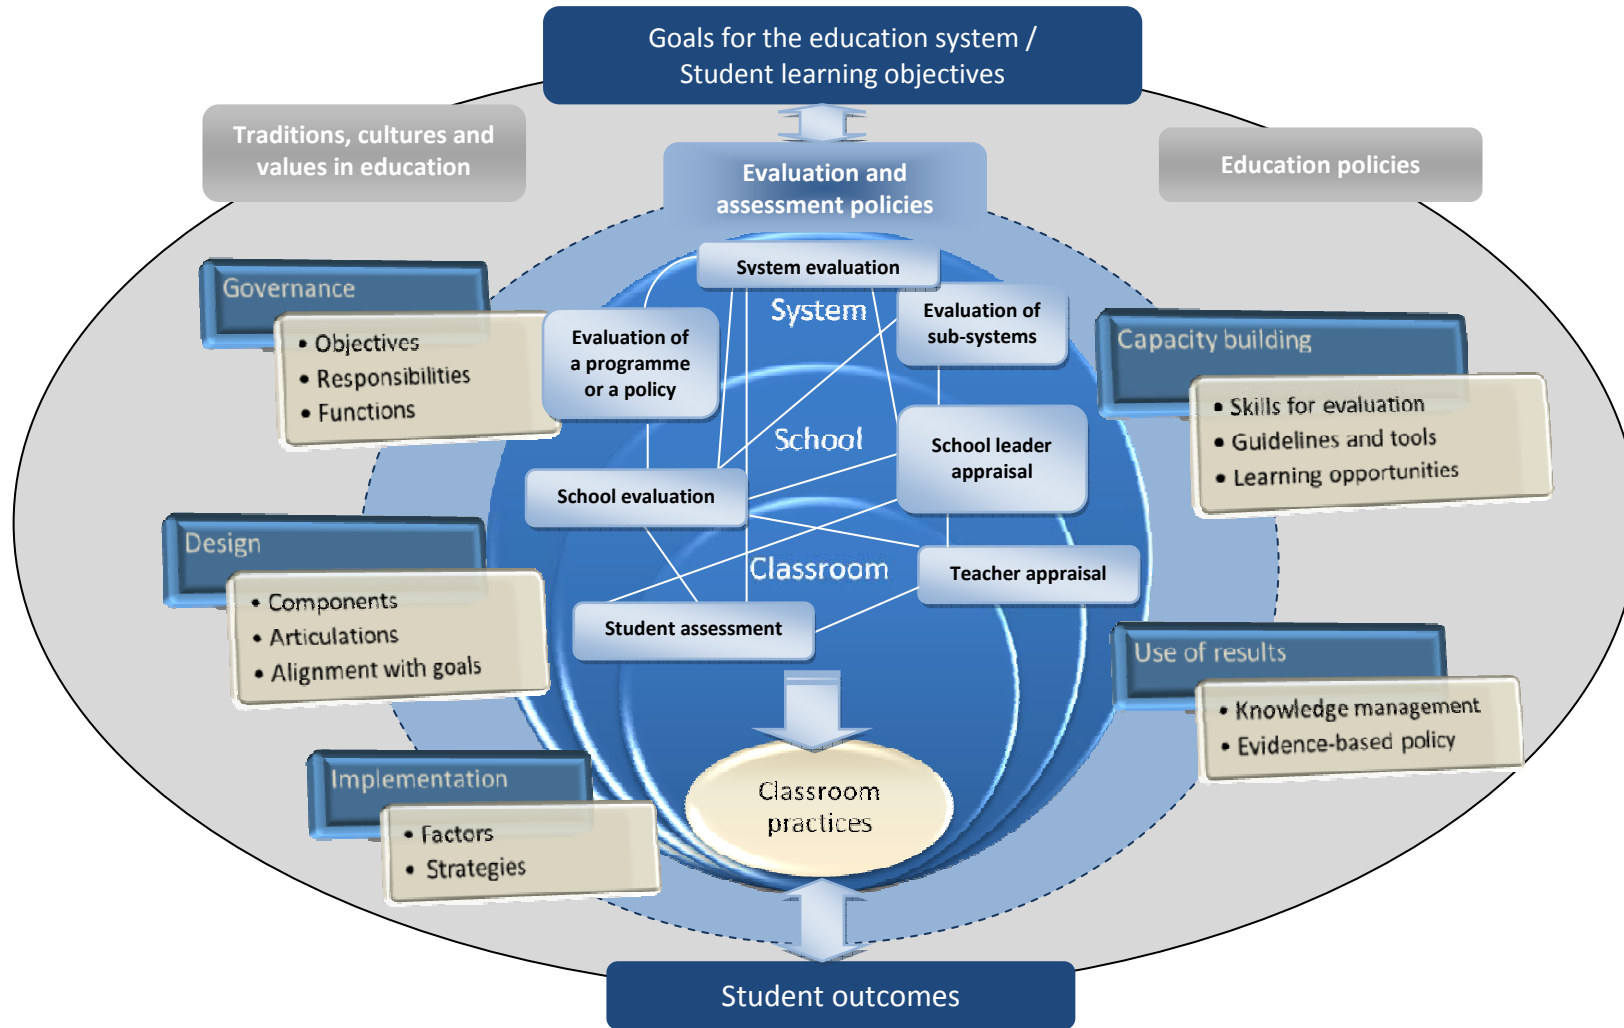 Goals for the education system /
Student learning objectives
Traditions, cultures and
values in education
Education policies
Evaluation and
assessment policies
System evaluation
System
Evaluation of
sub-systems
Evaluation of
a programme
or a policy
Governance
• Objectives
• Responsibilities
• Functions
Capacity building
• Skills for evaluation
• Guidelines and tools
• Learning opportunities
School
School leader
appraisal
School evaluation
Design
• Components
• Articulations
• Alignment with goals
Classroom
Teacher appraisal
Student assessment
Use of results
• Knowledge management
• Evidence-based policy
Implementation
• Factors
• Strategies
Classroom
practices
Student outcomes